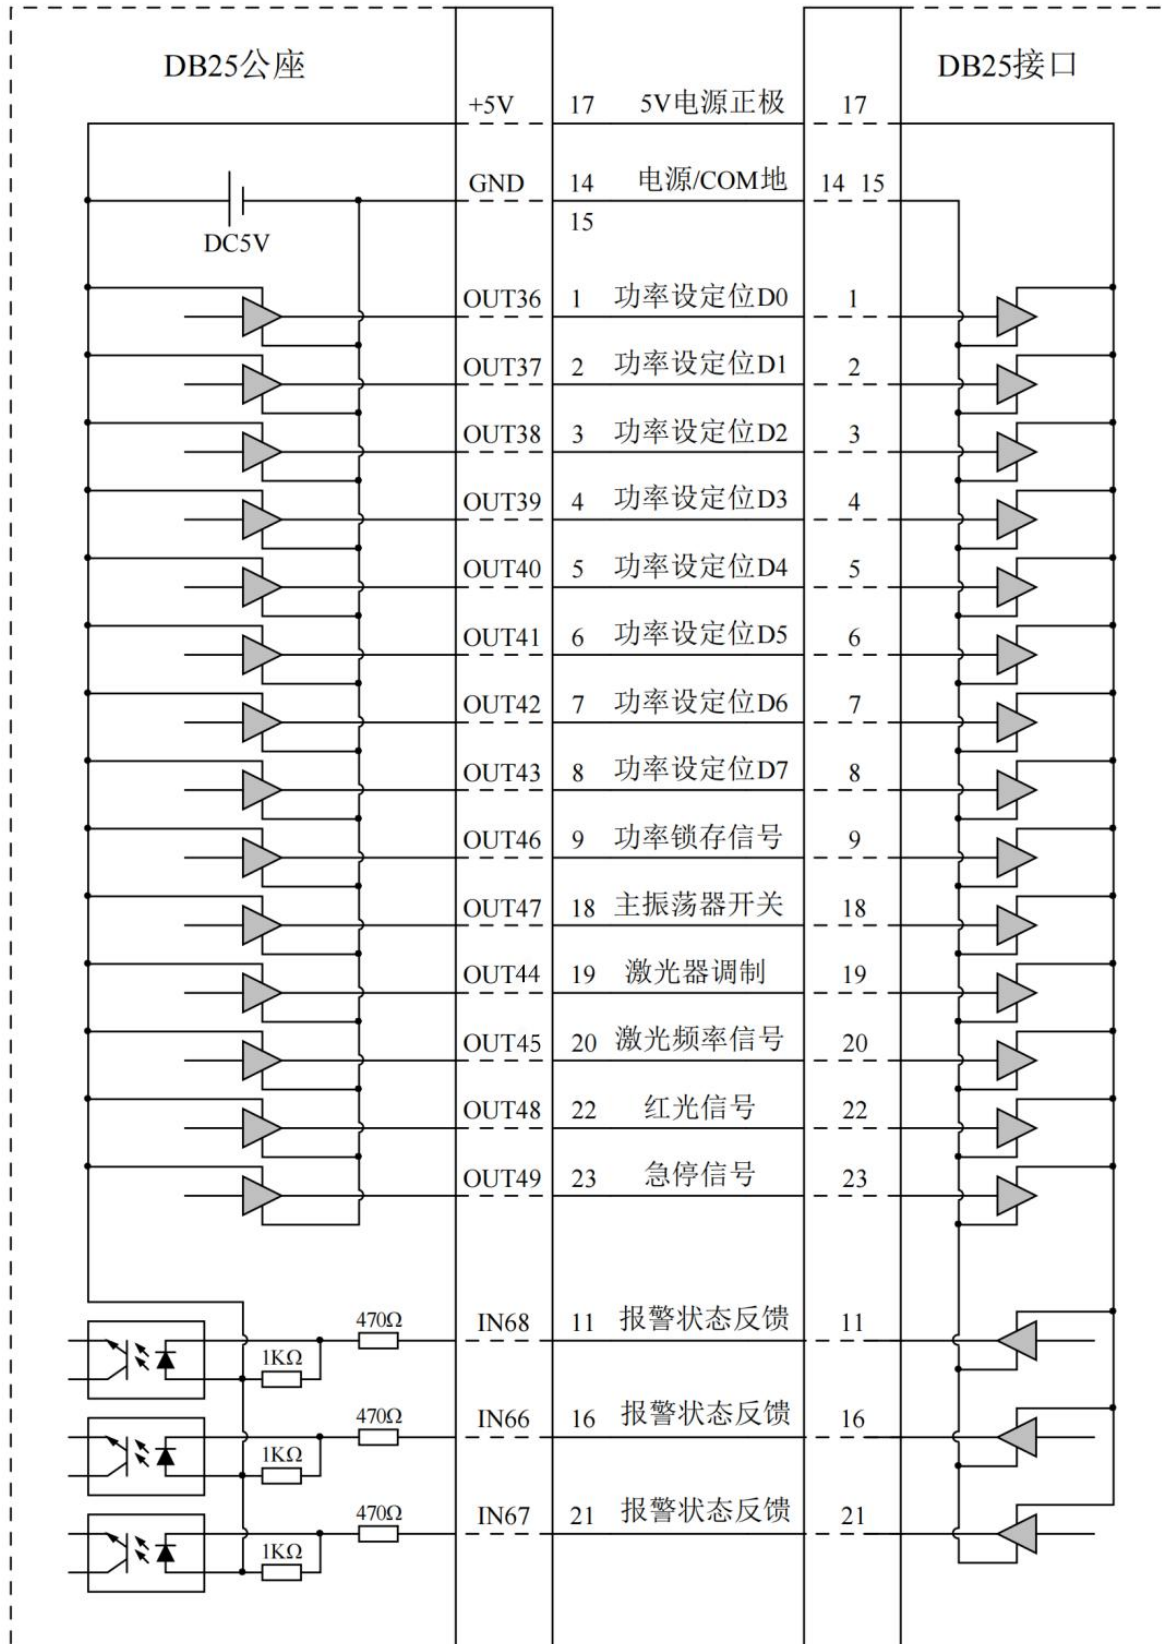 DB25公座 DB25接口
+5V 17 5V电源正极 17
GND 14 电源/COM地 14 15
15
DC5V
OUT36 1 功率设定位D0 1
OUT37 2 功率设定位D1 2
OUT38 3 功率设定位D2 3
OUT39 4 功率设定位D3 4
OUT40 5 功率设定位D4 5
OUT41 6 功率设定位D5 6
OUT42 7 功率设定位D6 7
OUT43 8 功率设定位D7 8
OUT46 9 功率锁存信号 9
OUT47 18 主振荡器开关 18
OUT44 19 激光器调制 19
OUT45 20 激光频率信号 20
OUT48 22 红光信号 22
OUT49 23 急停信号 23
470Ω IN68 11 报警状态反馈 11
1KΩ
470Ω IN66 16 报警状态反馈 16
1KΩ
470Ω IN67 21 报警状态反馈 21
1KΩ